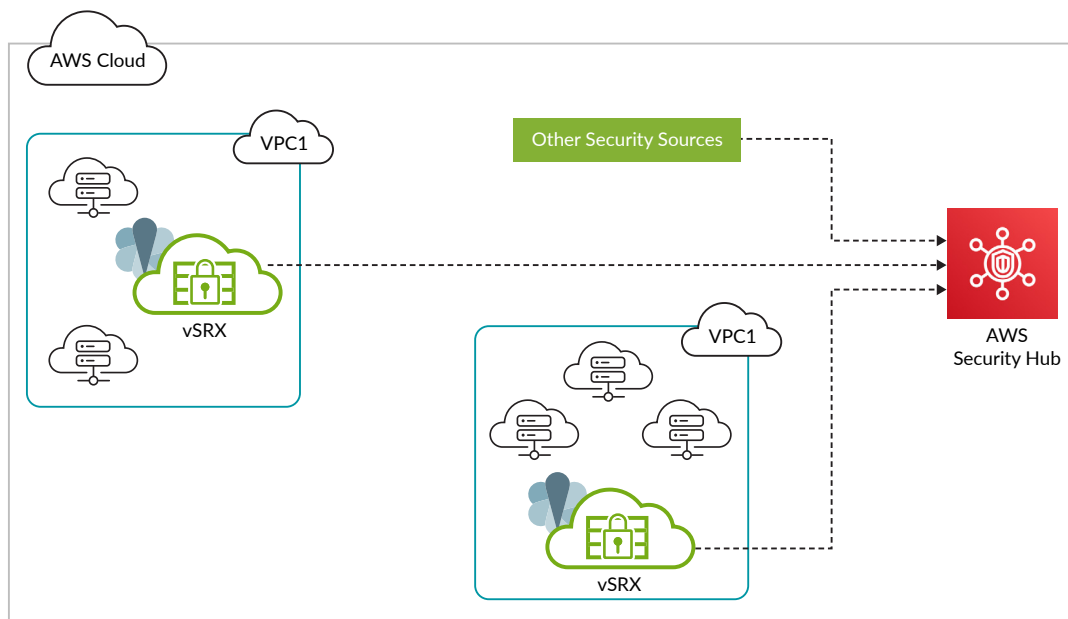 AWS Cloud
VPC1
Other Security Sources
vSRX
AWS
Security Hub
VPC1
vSRX